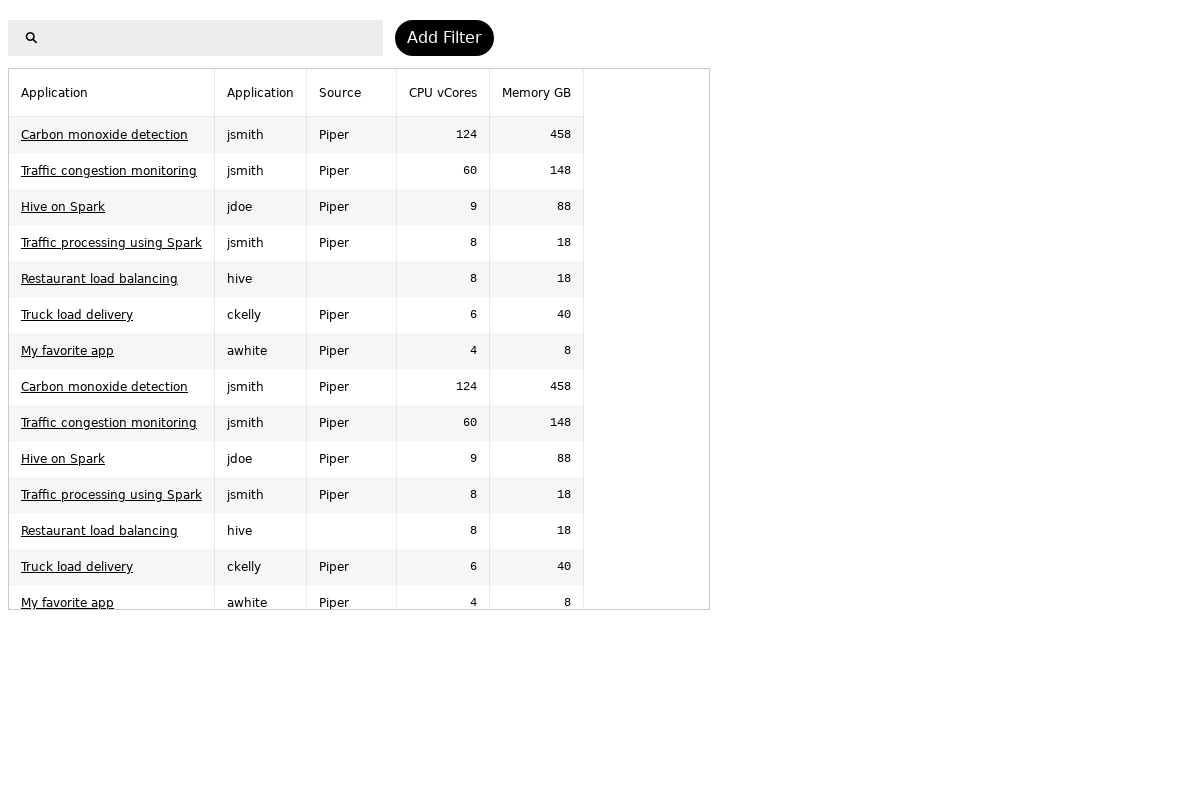 Add Filter
Application Application Source CPU vCores Memory GB
Carbon monoxide detection jsmith Piper 124 458
Traffic congestion monitoring jsmith Piper 60 148
Hive on Spark jdoe Piper 9 88
Traffic processing using Spark jsmith Piper 8 18
Restaurant load balancing hive 8 18
Truck load delivery ckelly Piper 6 40
My favorite app awhite Piper 4 8
Carbon monoxide detection jsmith Piper 124 458
Traffic congestion monitoring jsmith Piper 60 148
Hive on Spark jdoe Piper 9 88
Traffic processing using Spark jsmith Piper 8 18
Restaurant load balancing hive 8 18
Truck load delivery ckelly Piper 6 40
My favorite app awhite Piper 4 8